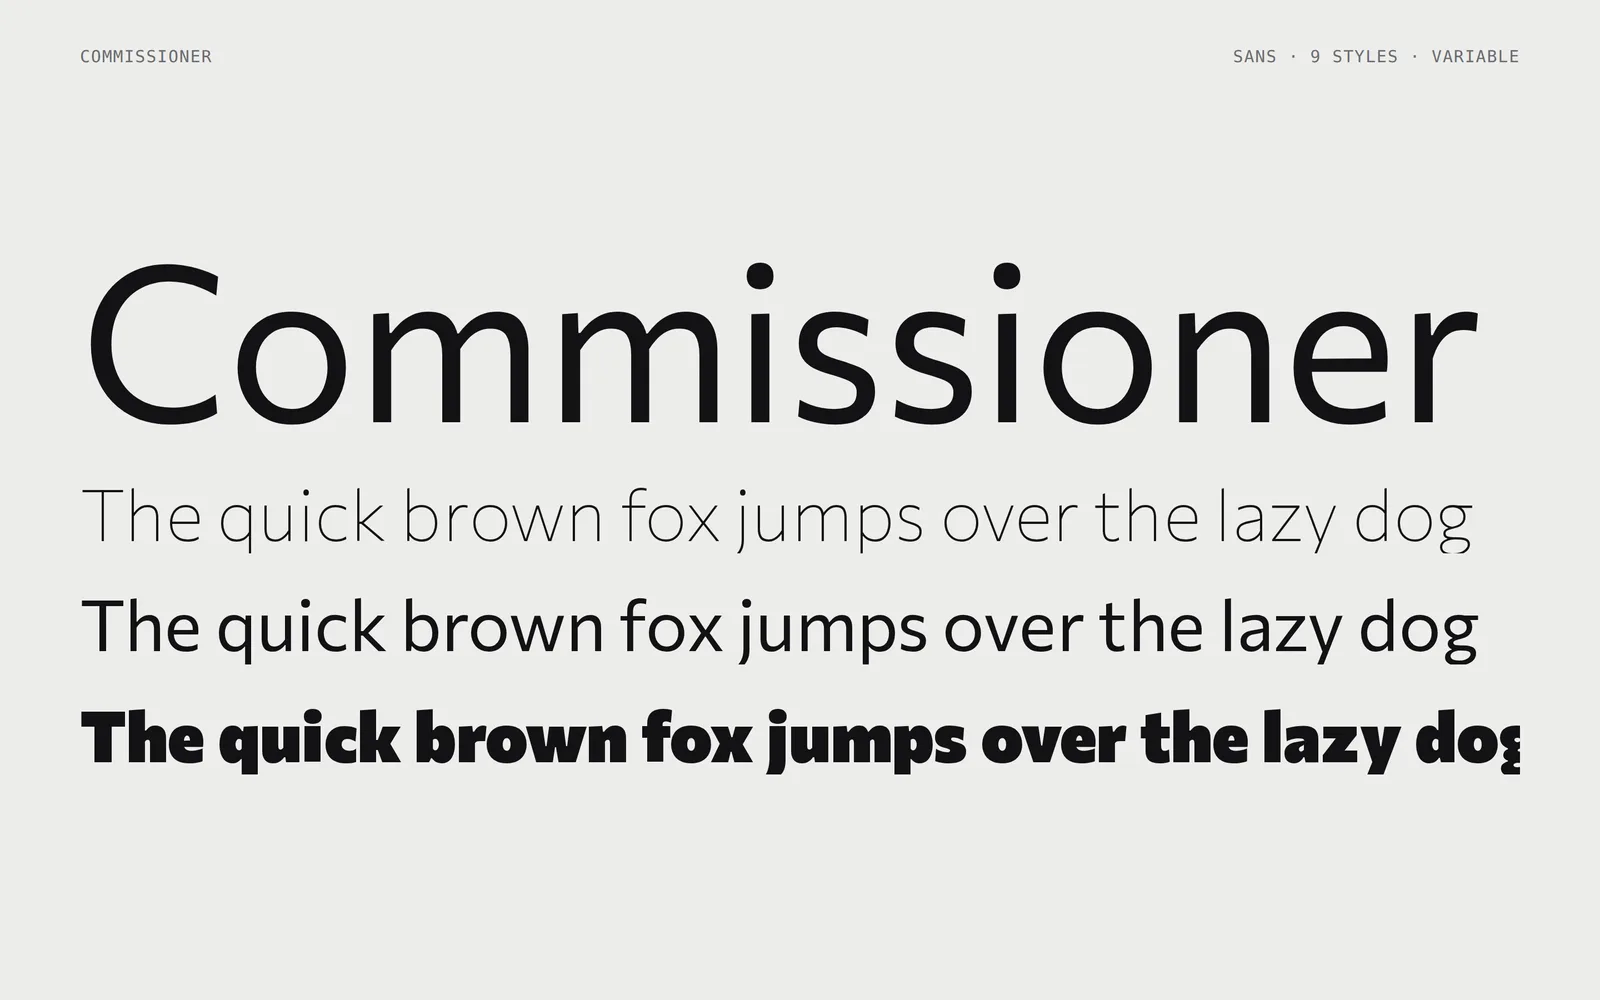 COMMISSIONER
SANS · 9 STYLES · VARIABLE
Commissioner
The quick brown fox jumps over the lazy dog
The quick brown fox jumps over the lazy dog
The quick brown fox jumps over the lazy dog